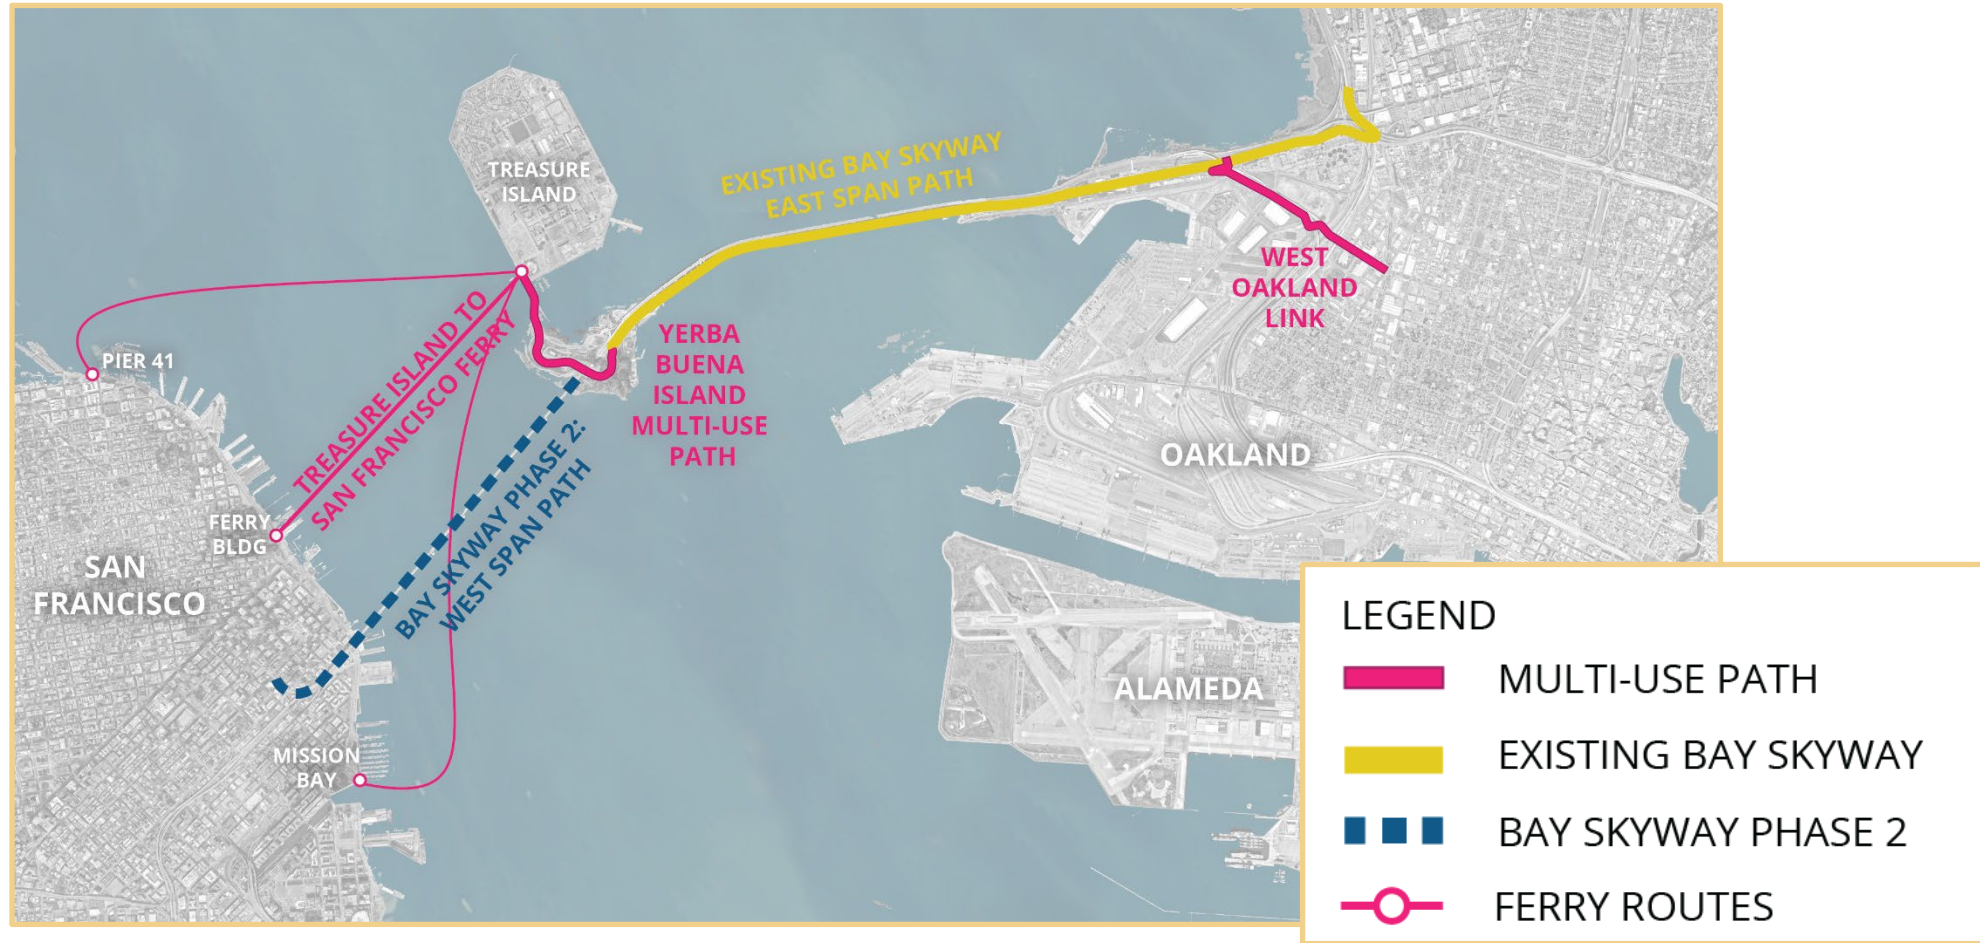 TREASURE
ISLAND
EXISTING BAY SKYWAY
EAST SPAN PATH
WEST
OAKLAND
LINK
TREASURE ISLAND TO
SAN FRANCISCO FERRY
YERBA
BUENA
ISLAND
MULTI-USE
PATH
PIER 41
BAY SKYWAY PHASE 2:
WEST SPAN PATH
OAKLAND
FERRY
BLDG
SAN
FRANCISCO
ALAMEDA
MISSION
BAY
LEGEND
MULTI-USE PATH
EXISTING BAY SKYWAY
BAY SKYWAY PHASE 2
FERRY ROUTES